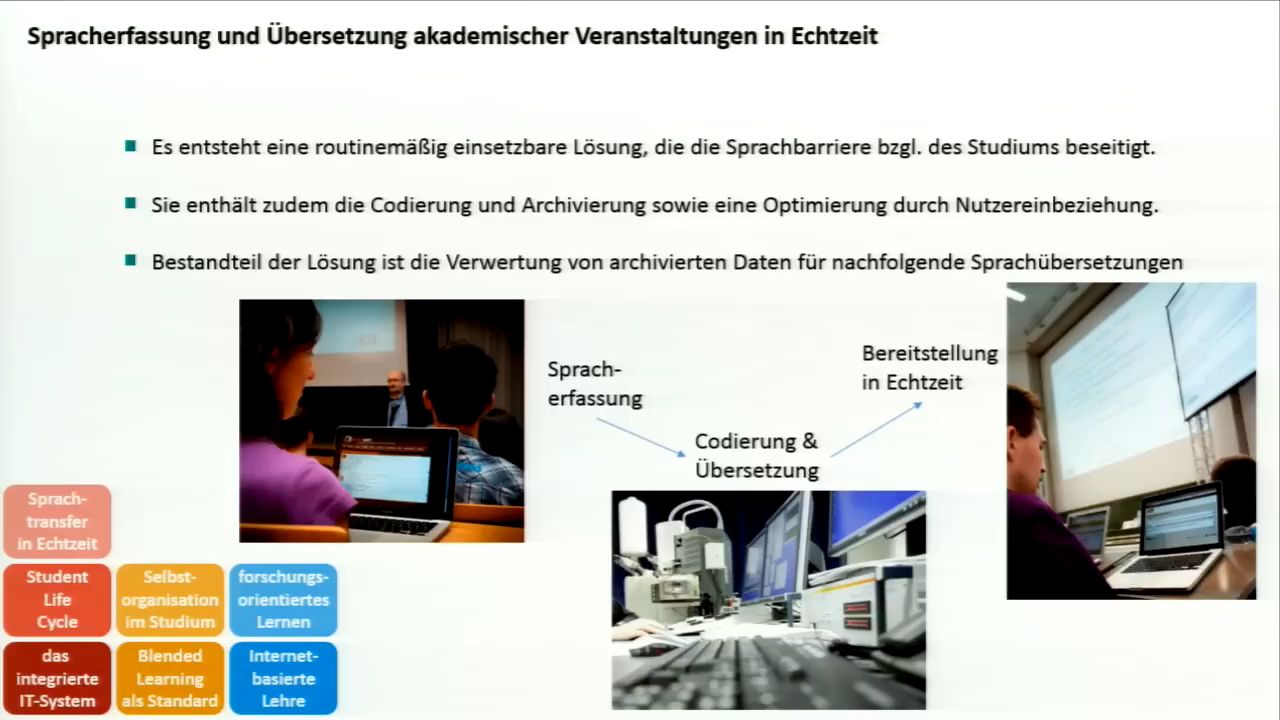 Spracherfassung und Übersetzung akademischer Veranstaltungen in Echtzeit
Es entsteht eine routinemäßig einsetzbare Lösung, die die Sprachbarriere bzgl. des Studiums beseitigt.
Sie enthält zudem die Codierung und Archivierung sowie eine Optimierung durch Nutzereinbeziehung.
Bestandteil der Lösung ist die Verwertung von archivierten Daten für nachfolgende Sprachübersetzungen
Sprach-
erfassung
Codierung &
Übersetzung
Bereitstellung
in Echtzeit
Sprach-
transfer
in Echtzeit
Student
Life
Cycle
Selbst-
organisation
im Studium
forschungs-
orientiertes
Lernen
das
integrierte
IT-System
Blended
Learning
als Standard
Internet-
basierte
Lehre